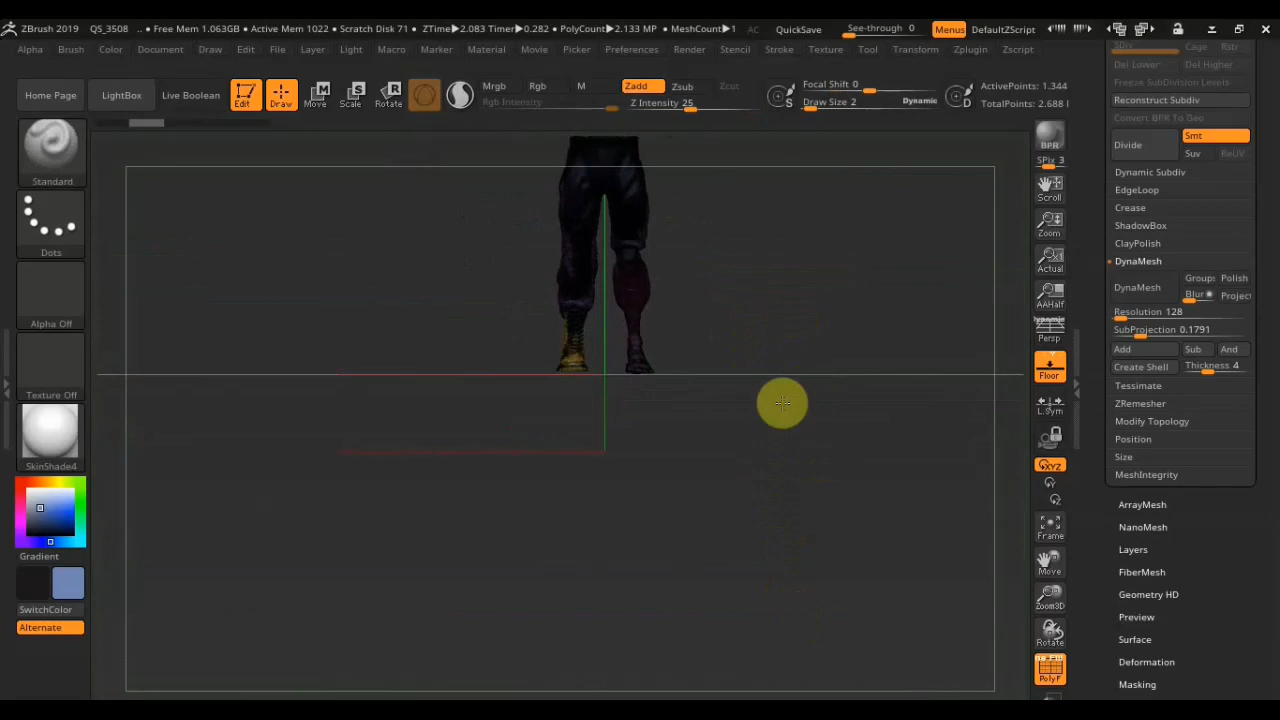 ZBrush 2019 QS_3508 .. • Free Mem 1.063GB • Active Mem 1022 • Scratch Disk 71 • ZTime▶2.083 Timer▶0.282 • PolyCount▶2.133 MP • MeshCount▶1 AC QuickSave See-through 0 Menus DefaultZScript
Alpha Brush Color Document Draw Edit File Layer Light Macro Marker Material Movie Picker Preferences Render Stencil Stroke Texture Tool Transform Zplugin Zscript
Home Page LightBox Live Boolean Edit Draw Move Scale Rotate
Mrgb Rgb M Zadd Zsub Zcut
Rgb Intensity Z Intensity 25
S Focal Shift 0
Draw Size 2 Dynamic D
ActivePoints: 1.344
TotalPoints: 2.688
Standard
Dots
Alpha Off
Texture Off
SkinShade4
Gradient
SwitchColor
Alternate
BPR
SPix 3
Scroll
Zoom
Actual
AAHalf
Dynamic
Persp
Floor
L.Sym
XYZ
Y
Z
Frame
Move
Zoom3D
Rotate
PolyF
SDiv Cage Rstr
Del Lower Del Higher
Freeze SubDivision Levels
Reconstruct Subdiv
Convert BPR To Geo
Divide Smt
Suv ReUV
Dynamic Subdiv
EdgeLoop
Crease
ShadowBox
ClayPolish
DynaMesh
DynaMesh Groups Polish
Blur Project
Resolution 128
SubProjection 0.1791
Add Sub And
Create Shell Thickness 4
Tessimate
ZRemesher
Modify Topology
Position
Size
MeshIntegrity
ArrayMesh
NanoMesh
Layers
FiberMesh
Geometry HD
Preview
Surface
Deformation
Masking